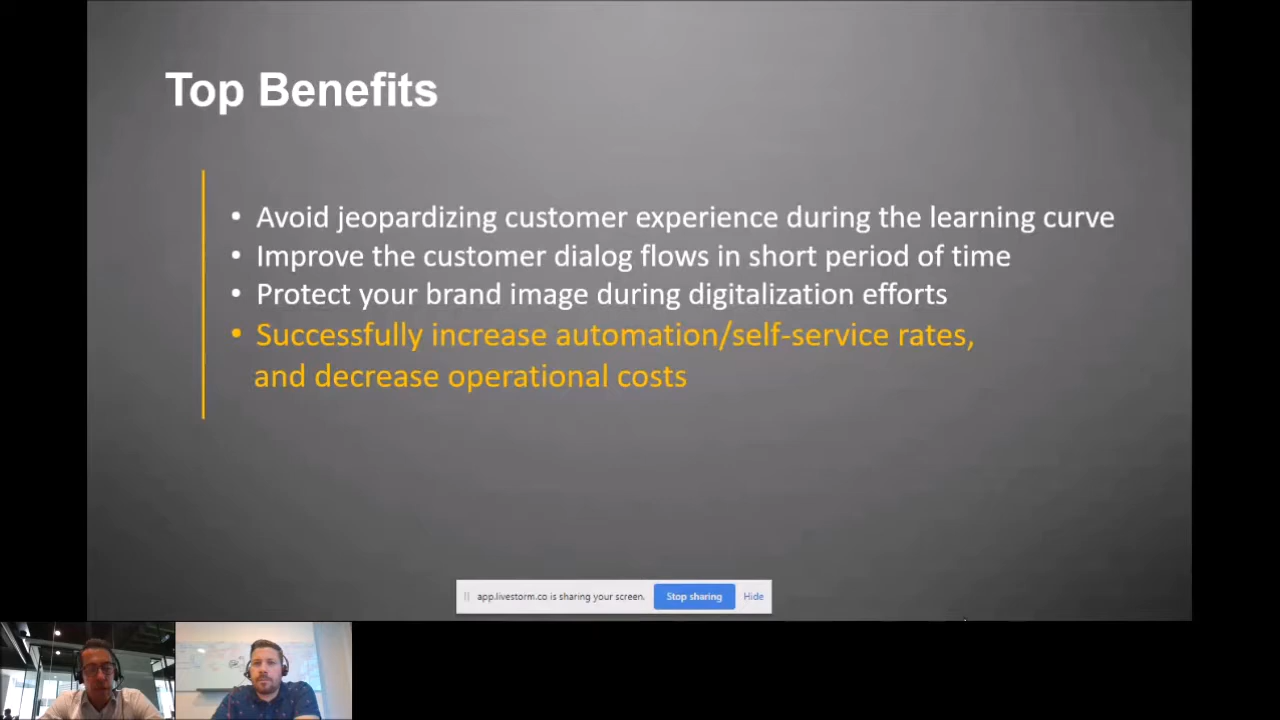 Top Benefits
• Avoid jeopardizing customer experience during the learning curve
• Improve the customer dialog flows in short period of time
• Protect your brand image during digitalization efforts
• Successfully increase automation/self-service rates,
and decrease operational costs
app.livestorm.co is sharing your screen. Stop sharing Hide